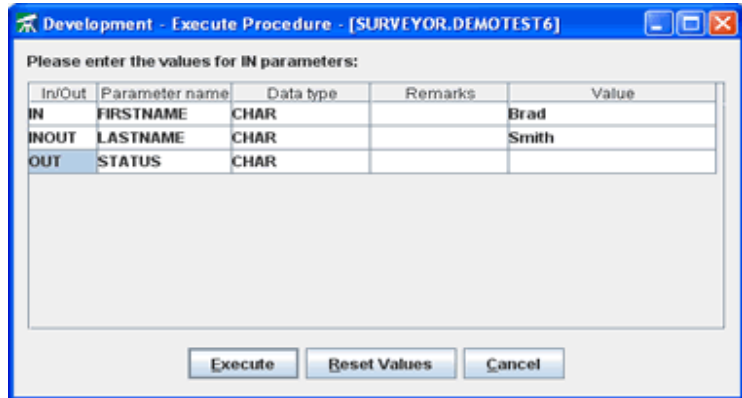 Development - Execute Procedure - [SURVEYOR.DEMOTEST6]
Please enter the values for IN parameters:
In/Out Parameter name Data type Remarks Value
IN FIRSTNAME CHAR Brad
INOUT LASTNAME CHAR Smith
OUT STATUS CHAR
Execute Reset Values Cancel